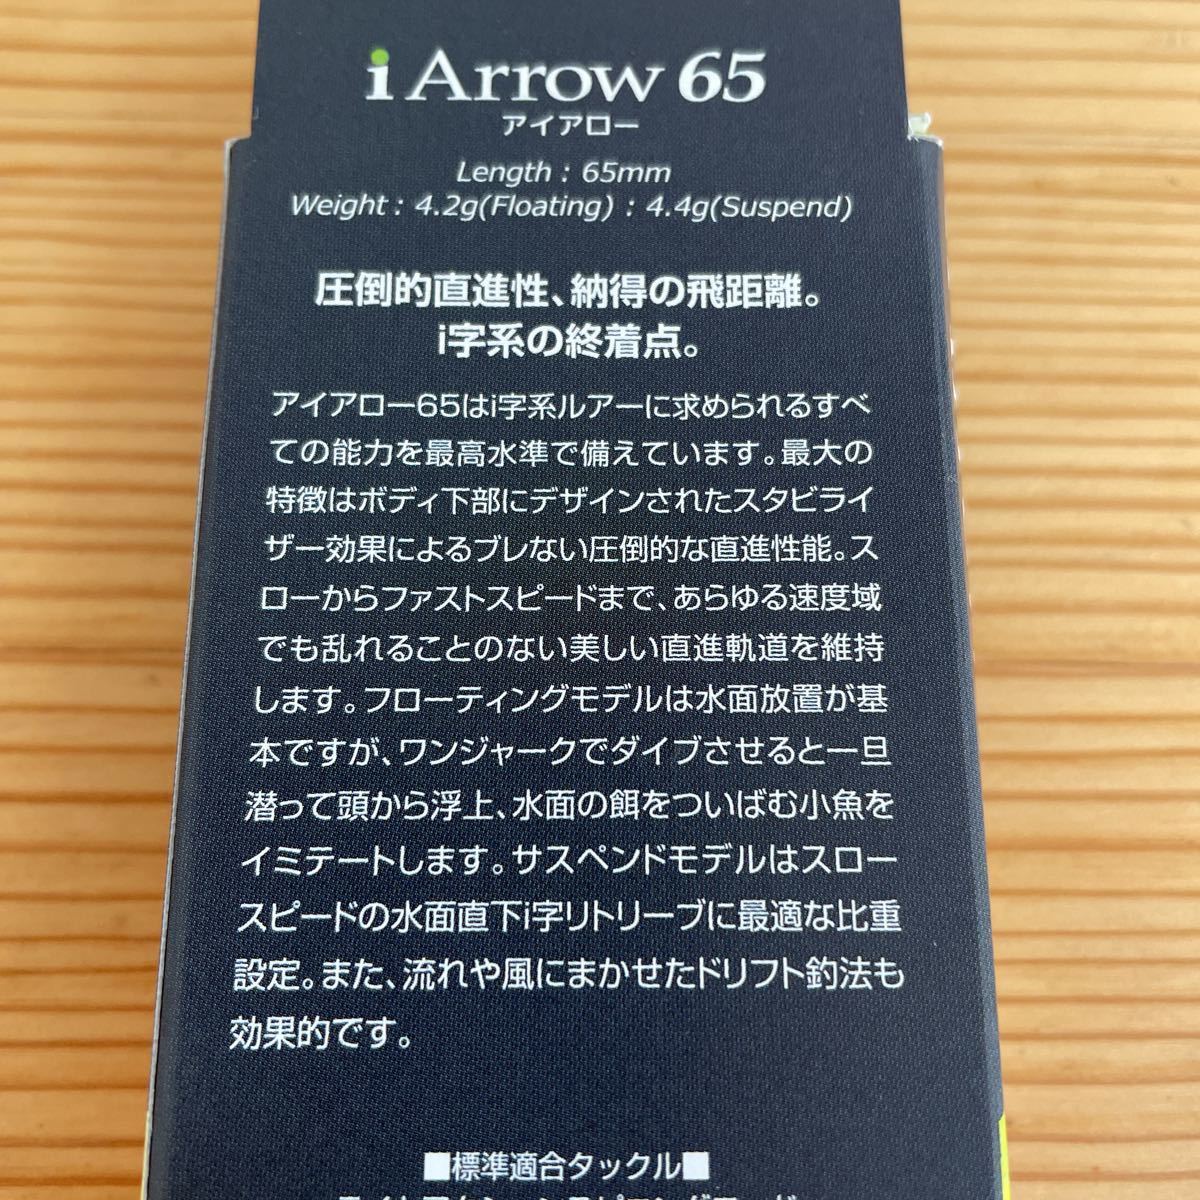 i Arrow 65
アイアロー
Length : 65mm
Weight : 4.2g(Floating) : 4.4g(Suspend)
圧倒的直進性、納得の飛距離。
i字系の終着点。
アイアロー65はi字系ルアーに求められるすべ
ての能力を最高水準で備えています。最大の
特徴はボディ下部にデザインされたスタビライ
ザー効果によるブレない圧倒的な直進性能。ス
ローからファストスピードまで、あらゆる速度域
でも乱れることのない美しい直進軌道を維持
します。フローティングモデルは水面放置が基
本ですが、ワンジャークでダイブさせると一旦
潜って頭から浮上、水面の餌をついばむ小魚を
イミテートします。サスペンドモデルはスロー
スピードの水面直下i字リトリーブに最適な比重
設定。また、流れや風にまかせたドリフト釣法も
効果的です。
■標準適合タックル■